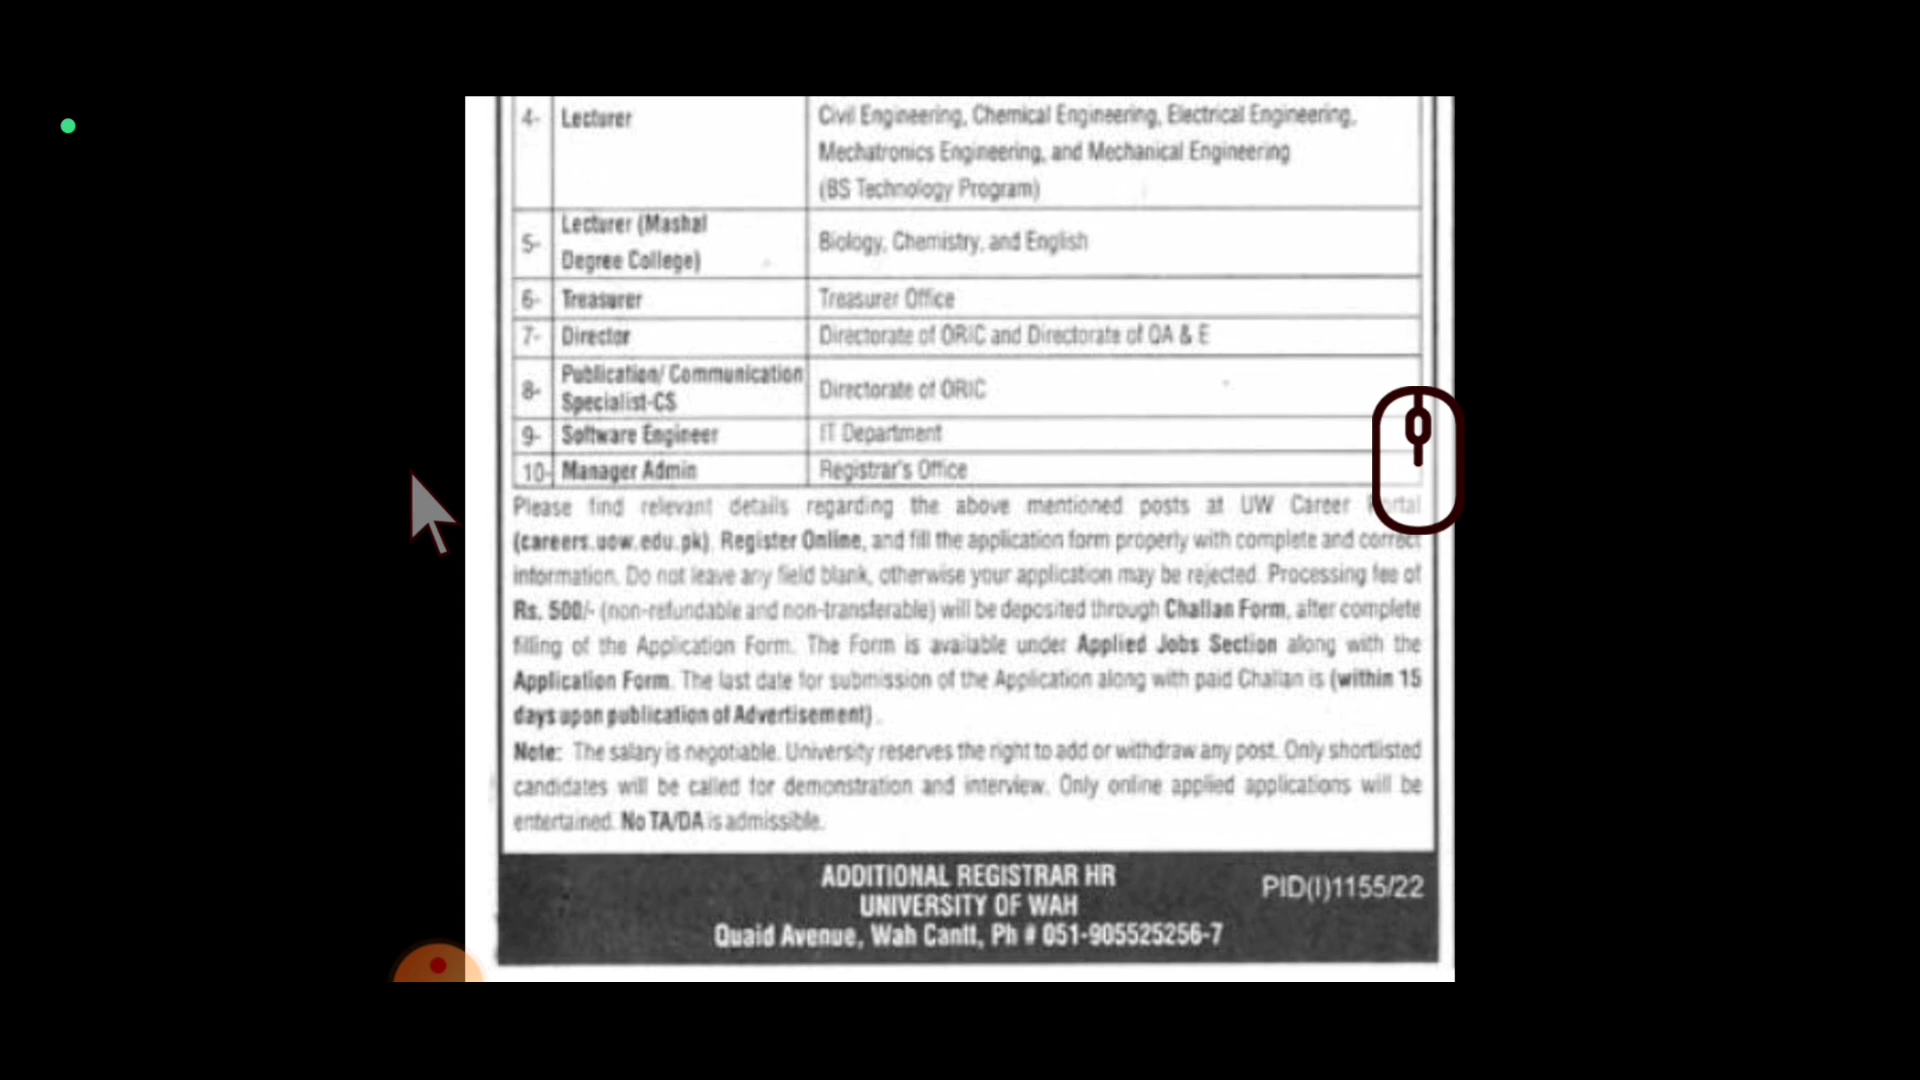 4- Lecturer Civil Engineering, Chemical Engineering, Electrical Engineering,
Mechatronics Engineering, and Mechanical Engineering
(BS Technology Program)
5- Lecturer (Mashal
Degree College) Biology, Chemistry, and English
6- Treasurer Treasurer Office
7- Director Directorate of ORIC and Directorate of QA & E
8- Publication/ Communication
Specialist-CS Directorate of ORIC
9- Software Engineer IT Department
10- Manager Admin Registrar's Office
Please find relevant details regarding the above mentioned posts at UW Career Portal
(careers.uow.edu.pk). Register Online, and fill the application form properly with complete and correct
information. Do not leave any field blank, otherwise your application may be rejected. Processing fee of
Rs. 500/- (non-refundable and non-transferable) will be deposited through Challan Form, after complete
filling of the Application Form. The Form is available under Applied Jobs Section along with the
Application Form. The last date for submission of the Application along with paid Challan is (within 15
days upon publication of Advertisement).
Note: The salary is negotiable. University reserves the right to add or withdraw any post. Only shortlisted
candidates will be called for demonstration and interview. Only online applied applications will be
entertained. No TA/DA is admissible.
ADDITIONAL REGISTRAR HR
UNIVERSITY OF WAH
Quaid Avenue, Wah Cantt, Ph # 051-905525256-7
PID(I)1155/22